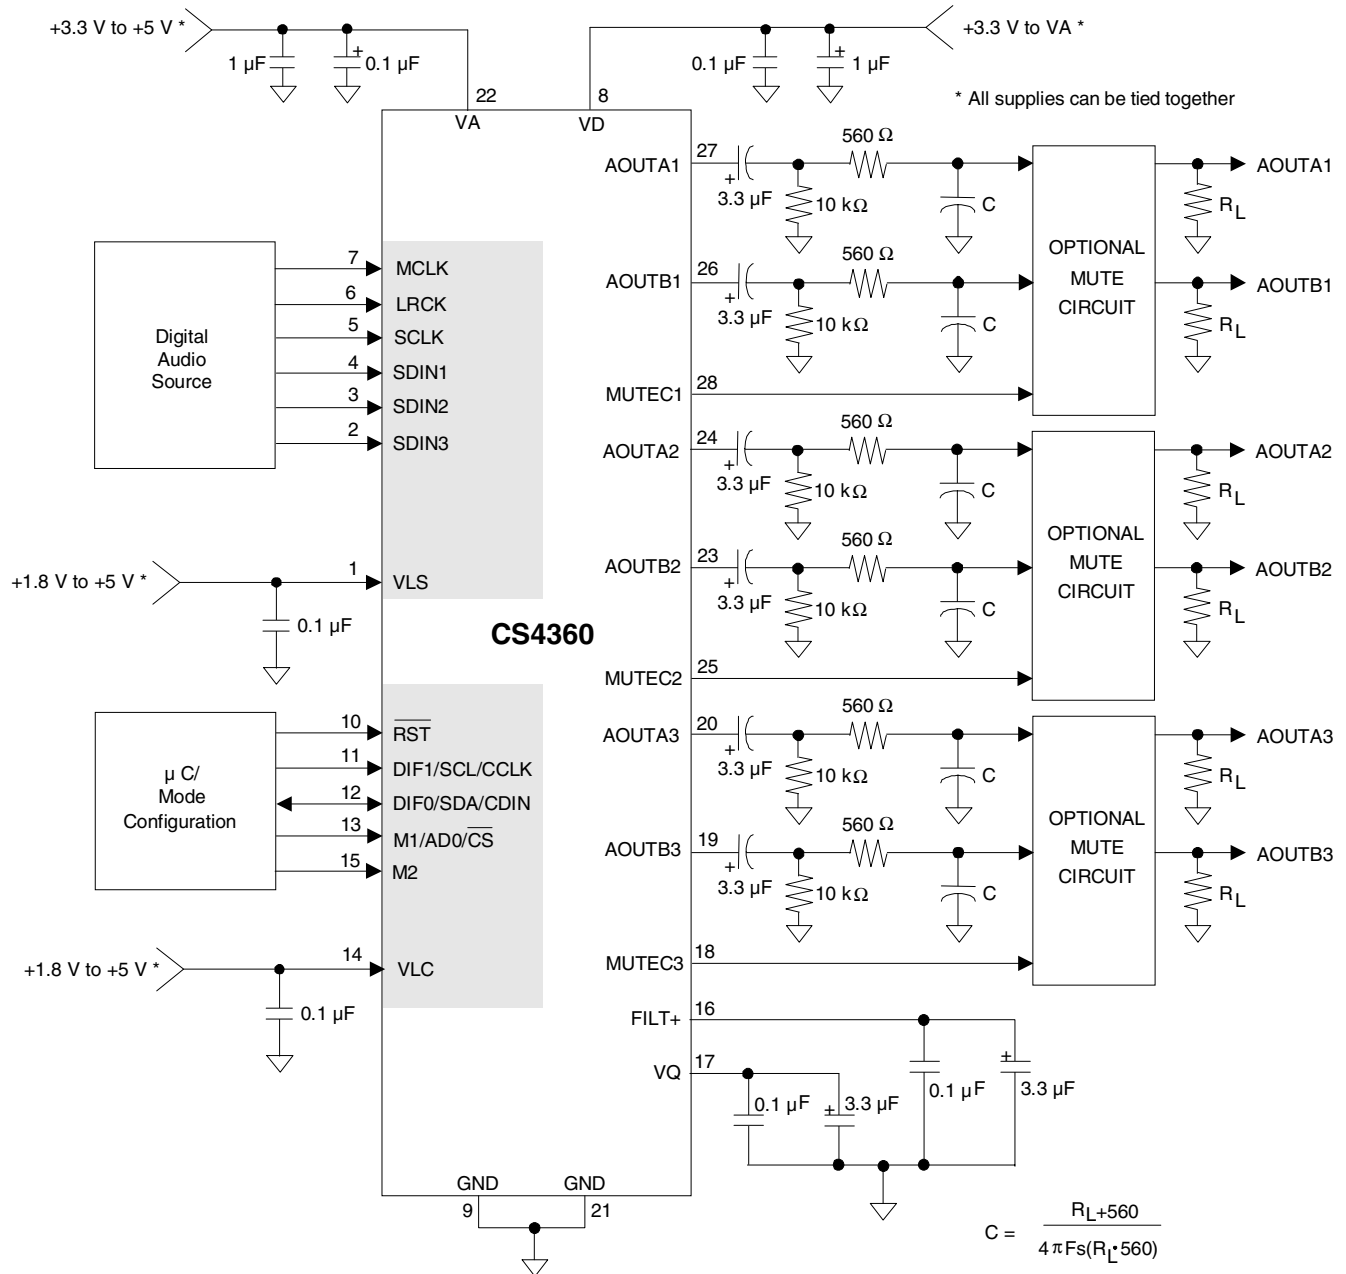 +3.3 V to +5 V *
1 µF
+
0.1 µF
0.1 µF
+
1 µF
+3.3 V to VA *
* All supplies can be tied together
22
VA
8
VD
AOUTA1
27
+
3.3 µF
560 Ω
10 kΩ
C
AOUTA1
RL
AOUTB1
26
+
3.3 µF
560 Ω
10 kΩ
C
AOUTB1
RL
OPTIONAL
MUTE
CIRCUIT
MUTEC1
28
Digital
Audio
Source
7
MCLK
6
LRCK
5
SCLK
4
SDIN1
3
SDIN2
2
SDIN3
AOUTA2
24
+
3.3 µF
560 Ω
10 kΩ
C
AOUTA2
RL
AOUTB2
23
+
3.3 µF
560 Ω
10 kΩ
C
AOUTB2
RL
OPTIONAL
MUTE
CIRCUIT
MUTEC2
25
+1.8 V to +5 V *
1
VLS
0.1 µF
CS4360
µ C/
Mode
Configuration
10
RST
11
DIF1/SCL/CCLK
12
DIF0/SDA/CDIN
13
M1/AD0/CS
15
M2
AOUTA3
20
+
3.3 µF
560 Ω
10 kΩ
C
AOUTA3
RL
AOUTB3
19
+
3.3 µF
560 Ω
10 kΩ
C
AOUTB3
RL
OPTIONAL
MUTE
CIRCUIT
MUTEC3
18
+1.8 V to +5 V *
14
VLC
0.1 µF
FILT+
16
0.1 µF
+
3.3 µF
VQ
17
0.1 µF
+
3.3 µF
GND
GND
9
21
C = RL+560
4πFs(RL•560)